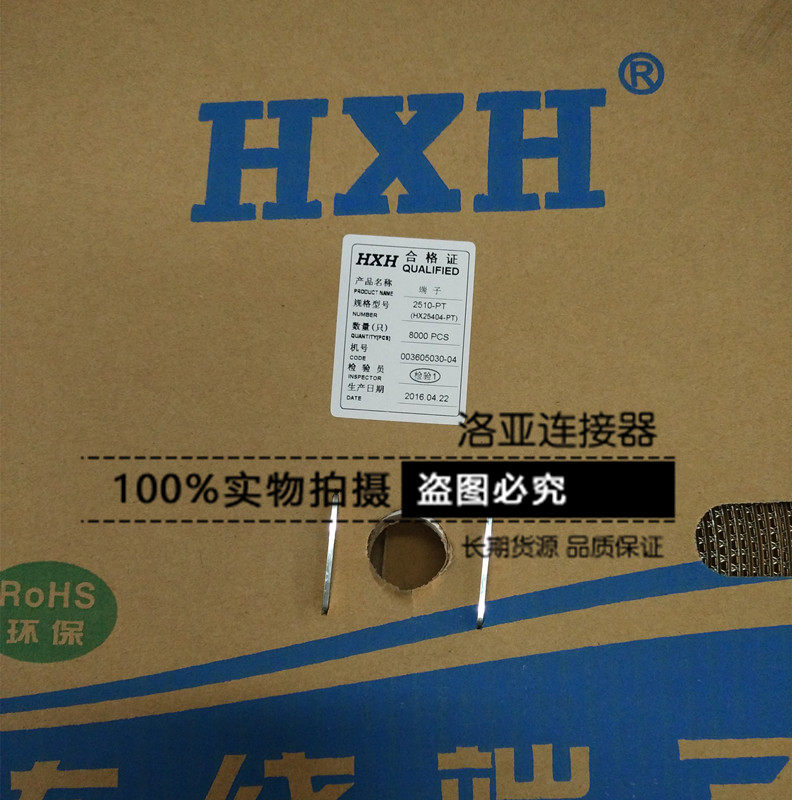 HXH®
HXH 合格证
QUALIFIED
产品名称 端子
PRODUCT NAME
规格型号 2510-PT
NUMBER (HX25404-PT)
数量(只) 8000 PCS
QUANTITY(PCS)
机号 003605030-04
CODE
检验员 检验1
INSPECTOR
生产日期 2016.04.22
DATE
洛亚连接器
100%实物拍摄 盗图必究
长期货源 品质保证
RoHS
环保